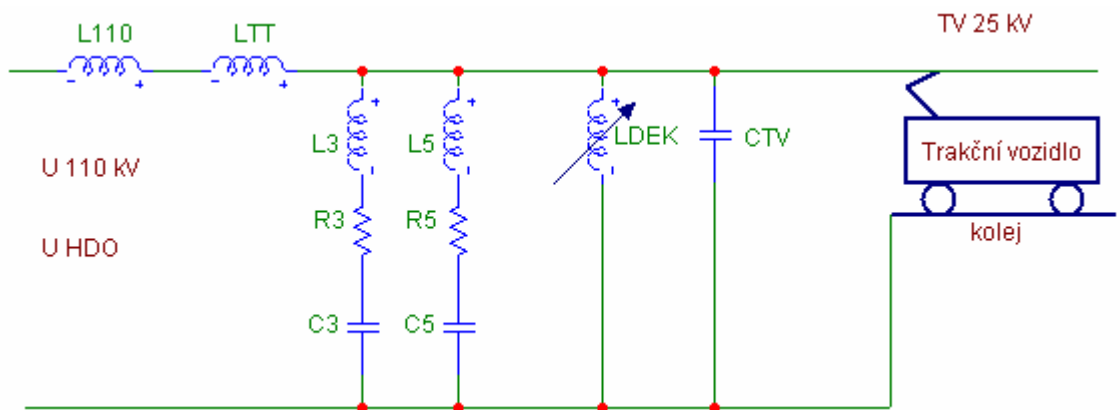 L110
LTT
TV 25 kV
L3
L5
LDEK
CTV
U 110 kV
Trakční vozidlo
R3
R5
U HDO
kolej
C3
C5